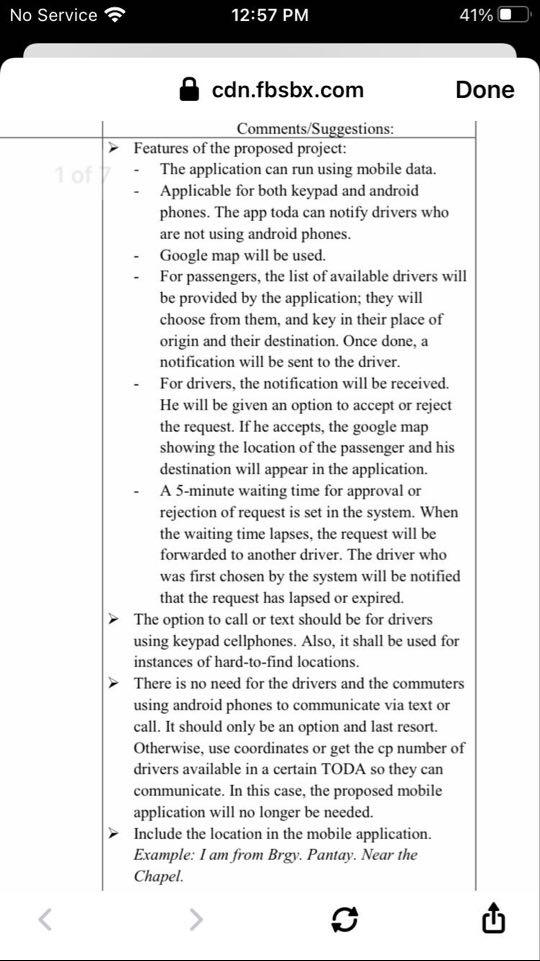 No Service 12:57 PM 41%
cdn.fbsbx.com Done
Comments/Suggestions:
1 of 7
➢ Features of the proposed project:
- The application can run using mobile data.
- Applicable for both keypad and android
phones. The app toda can notify drivers who
are not using android phones.
- Google map will be used.
- For passengers, the list of available drivers will
be provided by the application; they will
choose from them, and key in their place of
origin and their destination. Once done, a
notification will be sent to the driver.
- For drivers, the notification will be received.
He will be given an option to accept or reject
the request. If he accepts, the google map
showing the location of the passenger and his
destination will appear in the application.
- A 5-minute waiting time for approval or
rejection of request is set in the system. When
the waiting time lapses, the request will be
forwarded to another driver. The driver who
was first chosen by the system will be notified
that the request has lapsed or expired.
➢ The option to call or text should be for drivers
using keypad cellphones. Also, it shall be used for
instances of hard-to-find locations.
➢ There is no need for the drivers and the commuters
using android phones to communicate via text or
call. It should only be an option and last resort.
Otherwise, use coordinates or get the cp number of
drivers available in a certain TODA so they can
communicate. In this case, the proposed mobile
application will no longer be needed.
➢ Include the location in the mobile application.
Example: I am from Brgy. Pantay. Near the
Chapel.